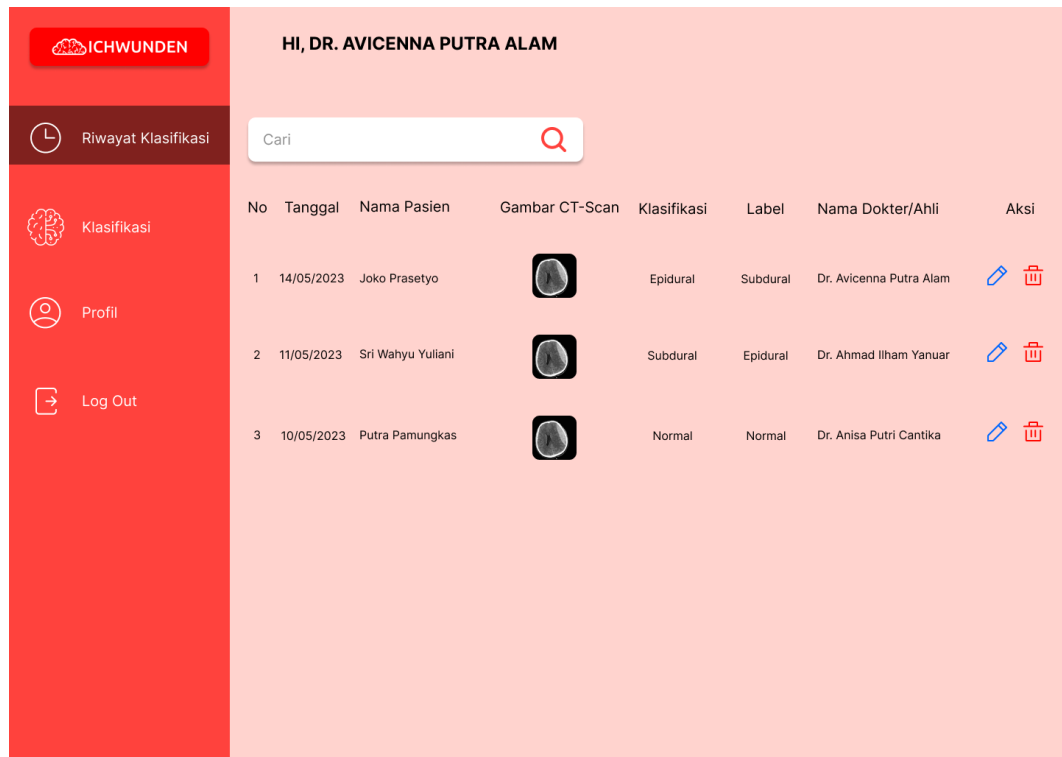 ICHWUNDEN
HI, DR. AVICENNA PUTRA ALAM
Riwayat Klasifikasi
Klasifikasi
Profil
Log Out
Cari
No Tanggal Nama Pasien Gambar CT-Scan Klasifikasi Label Nama Dokter/Ahli Aksi
1 14/05/2023 Joko Prasetyo Epidural Subdural Dr. Avicenna Putra Alam
2 11/05/2023 Sri Wahyu Yuliani Subdural Epidural Dr. Ahmad Ilham Yanuar
3 10/05/2023 Putra Pamungkas Normal Normal Dr. Anisa Putri Cantika